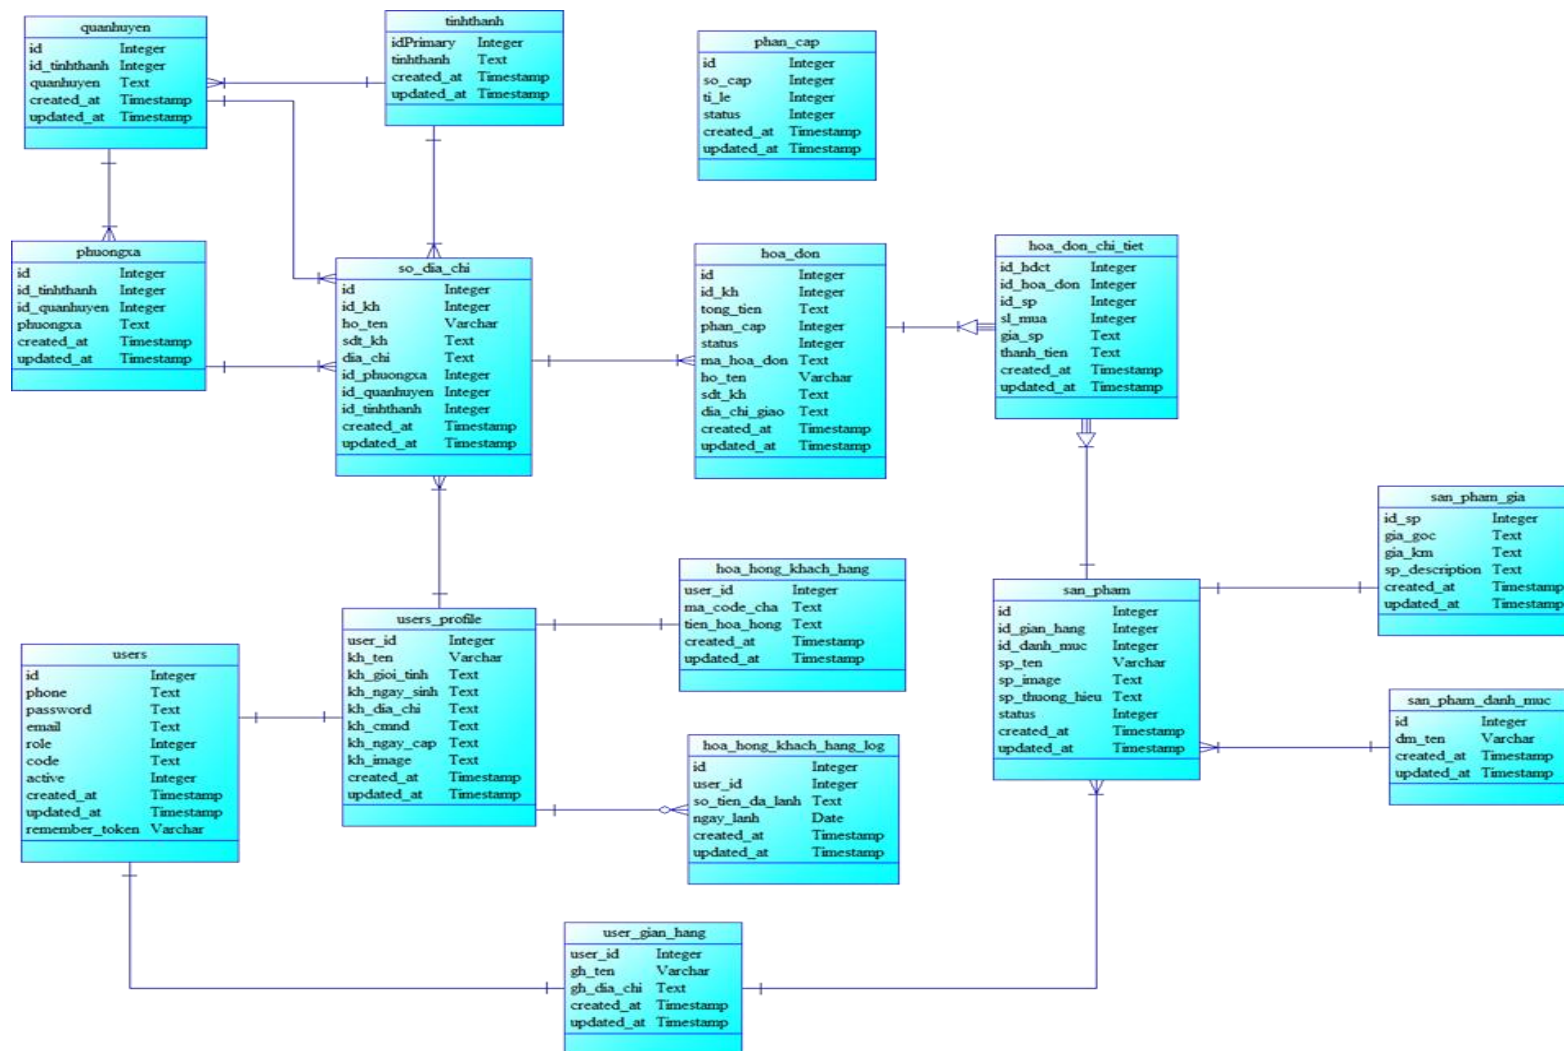 quanhuyen
id Integer
id_tinhthanh Integer
quanhuyen Text
created_at Timestamp
updated_at Timestamp
tinhthanh
idPrimary Integer
tinhthanh Text
created_at Timestamp
updated_at Timestamp
phan_cap
id Integer
so_cap Integer
ti_le Integer
status Integer
created_at Timestamp
updated_at Timestamp
phuongxa
id Integer
id_tinhthanh Integer
id_quanhuyen Integer
phuongxa Text
created_at Timestamp
updated_at Timestamp
so_dia_chi
id Integer
id_kh Integer
ho_ten Varchar
sdt_kh Text
dia_chi Text
id_phuongxa Integer
id_quanhuyen Integer
id_tinhthanh Integer
created_at Timestamp
updated_at Timestamp
hoa_don
id Integer
id_kh Integer
tong_tien Text
phan_cap Integer
status Integer
ma_hoa_don Text
ho_ten Varchar
sdt_kh Text
dia_chi_giao Text
created_at Timestamp
updated_at Timestamp
hoa_don_chi_tiet
id_hdct Integer
id_hoa_don Integer
id_sp Integer
sl_mua Integer
gia_sp Text
thanh_tien Text
created_at Timestamp
updated_at Timestamp
san_pham_gia
id_sp Integer
gia_goc Text
gia_km Text
sp_description Text
created_at Timestamp
updated_at Timestamp
hoa_hong_khach_hang
user_id Integer
ma_code_cha Text
tien_hoa_hong Text
created_at Timestamp
updated_at Timestamp
san_pham
id Integer
id_gian_hang Integer
id_danh_muc Integer
sp_ten Varchar
sp_image Text
sp_thuong_hieu Text
status Integer
created_at Timestamp
updated_at Timestamp
users_profile
user_id Integer
kh_ten Varchar
kh_gioi_tinh Text
kh_ngay_sinh Text
kh_dia_chi Text
kh_cmnd Text
kh_ngay_cap Text
kh_image Text
created_at Timestamp
updated_at Timestamp
users
id Integer
phone Text
password Text
email Text
role Integer
code Text
active Integer
created_at Timestamp
updated_at Timestamp
remember_token Varchar
san_pham_danh_muc
id Integer
dm_ten Varchar
created_at Timestamp
updated_at Timestamp
hoa_hong_khach_hang_log
id Integer
user_id Integer
so_tien_da_lanh Text
ngay_lanh Date
created_at Timestamp
updated_at Timestamp
user_gian_hang
user_id Integer
gh_ten Varchar
gh_dia_chi Text
created_at Timestamp
updated_at Timestamp